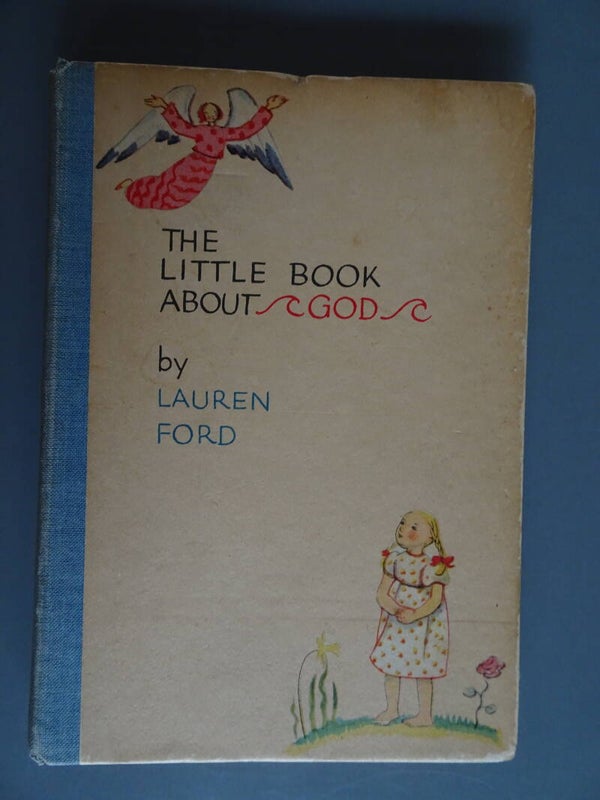 THE
LITTLE BOOK
ABOUT GOD
by
LAUREN
FORD